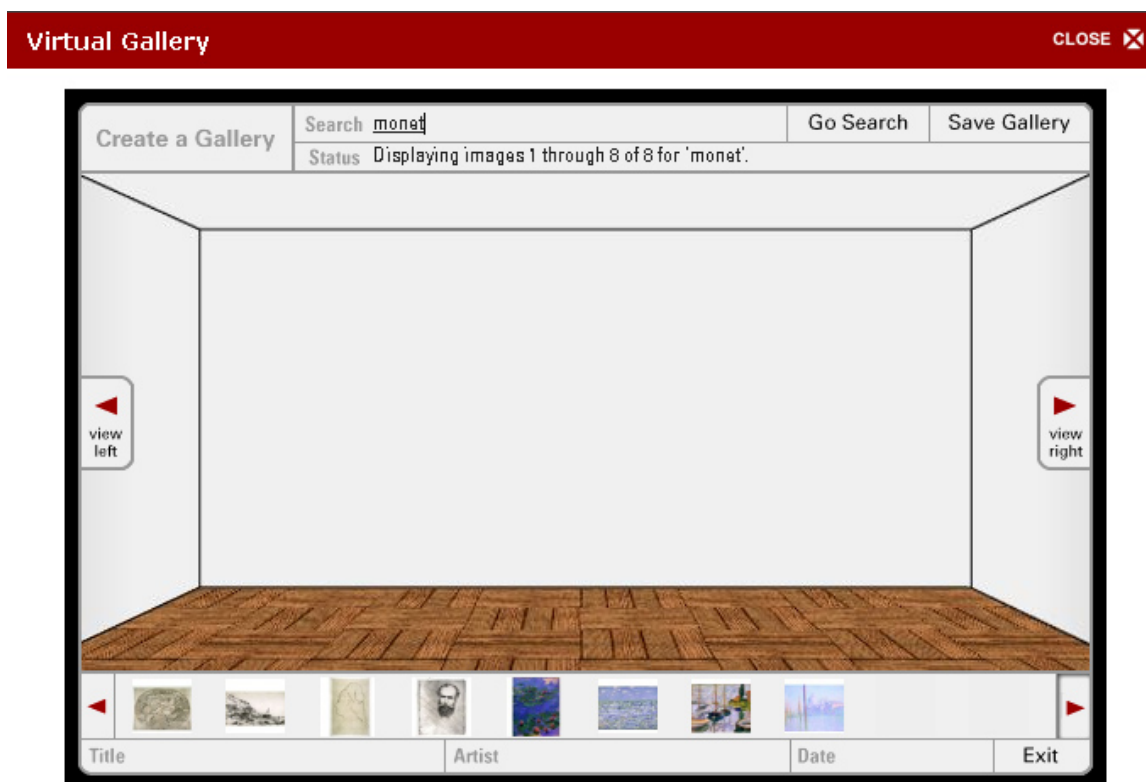 Virtual Gallery
CLOSE
Create a Gallery
Search monet
Go Search
Save Gallery
Status Displaying images 1 through 8 of 8 for 'monet'.
view
left
view
right
Title
Artist
Date
Exit